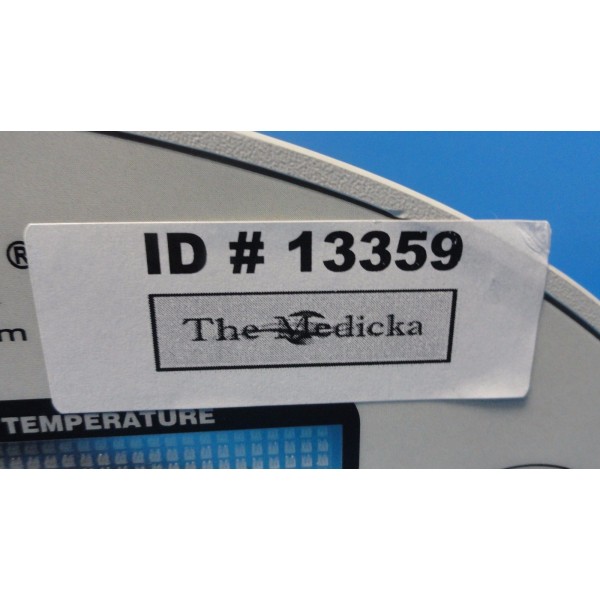 ID # 13359
®
The Medicka
m
TEMPERATURE